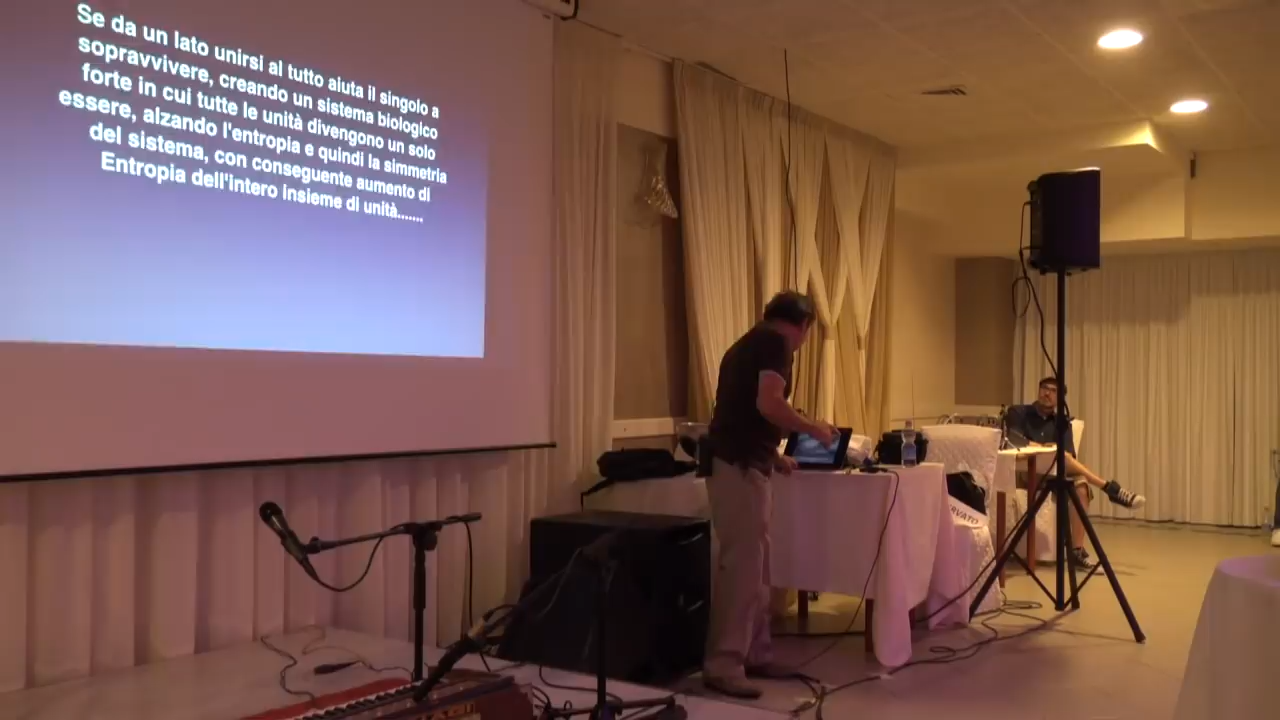 Se da un lato unirsi al tutto aiuta il singolo a
sopravvivere, creando un sistema biologico
forte in cui tutte le unità divengono un solo
essere, alzando l'entropia e quindi la simmetria
del sistema, con conseguente aumento di
Entropia dell'intero insieme di unità.......
RVATO